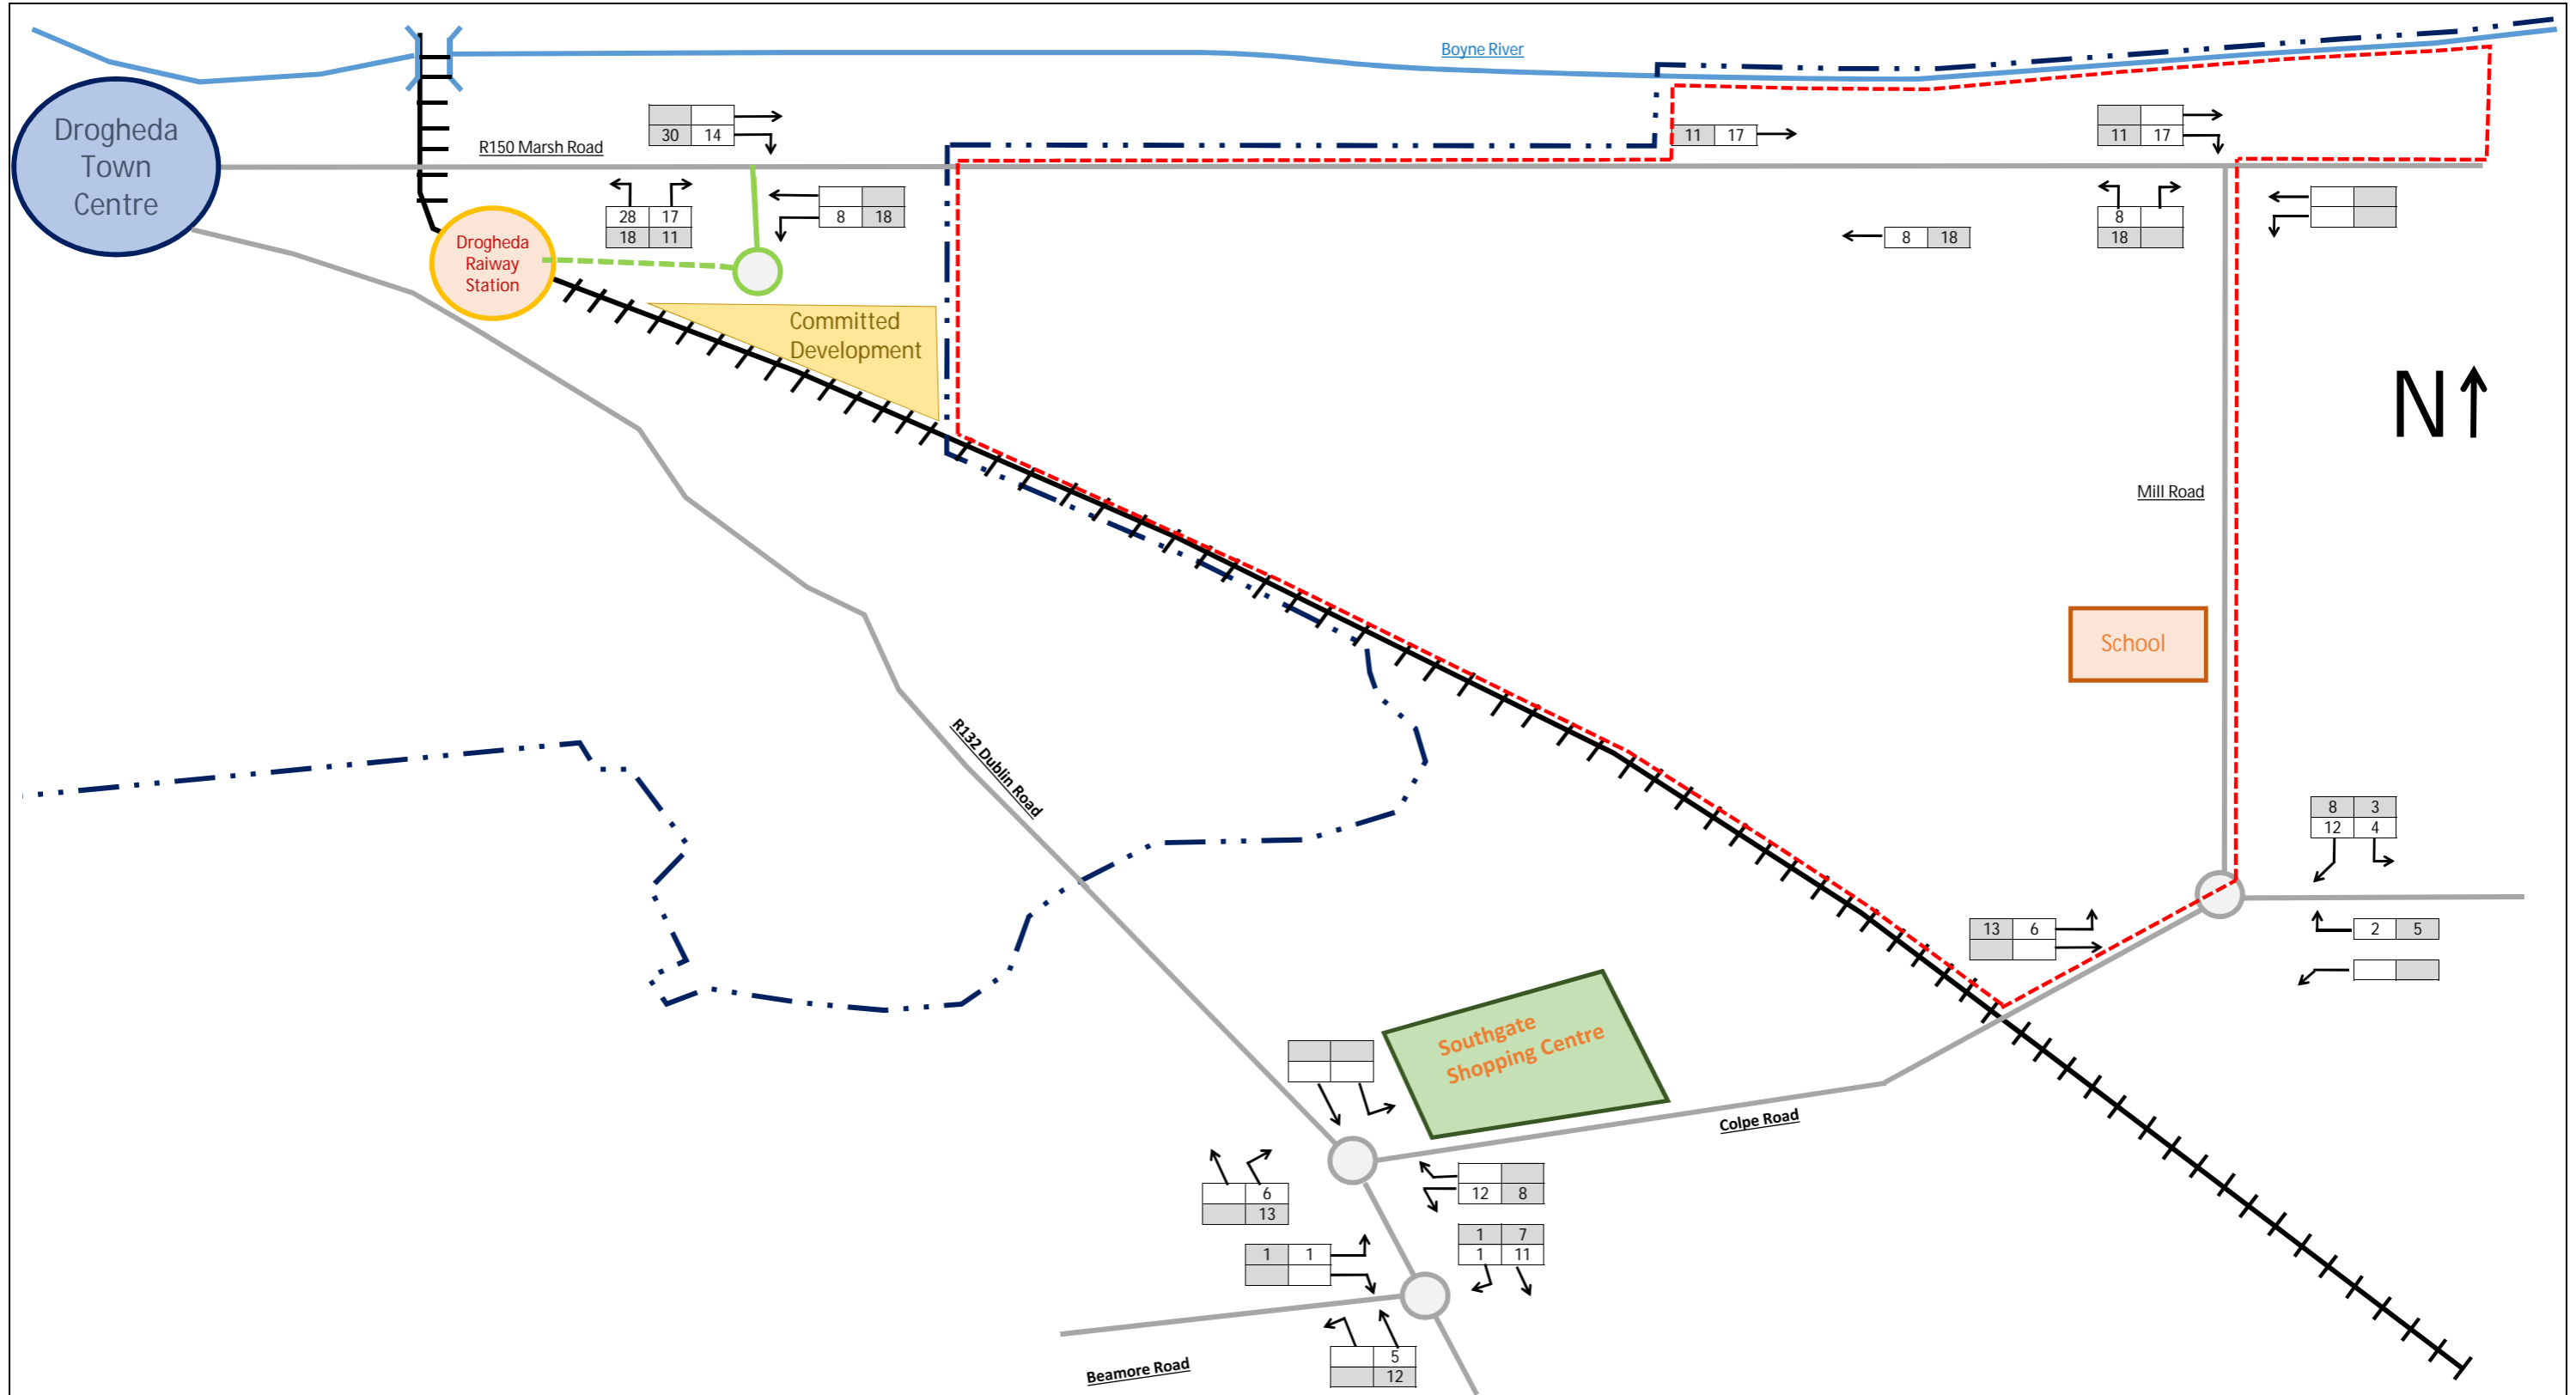 Boyne River
Drogheda
Town
Centre
R150 Marsh Road
30 14
11 17
11 17
28 17
18 11
8 18
8 18
8
18
Drogheda
Raiway
Station
Committed
Development
N
Mill Road
School
R132 Dublin Road
8 3
12 4
13 6
2 5
Southgate
Shopping Centre
Colpe Road
6
13
12 8
1 7
1 11
1 1
5
12
Beamore Road